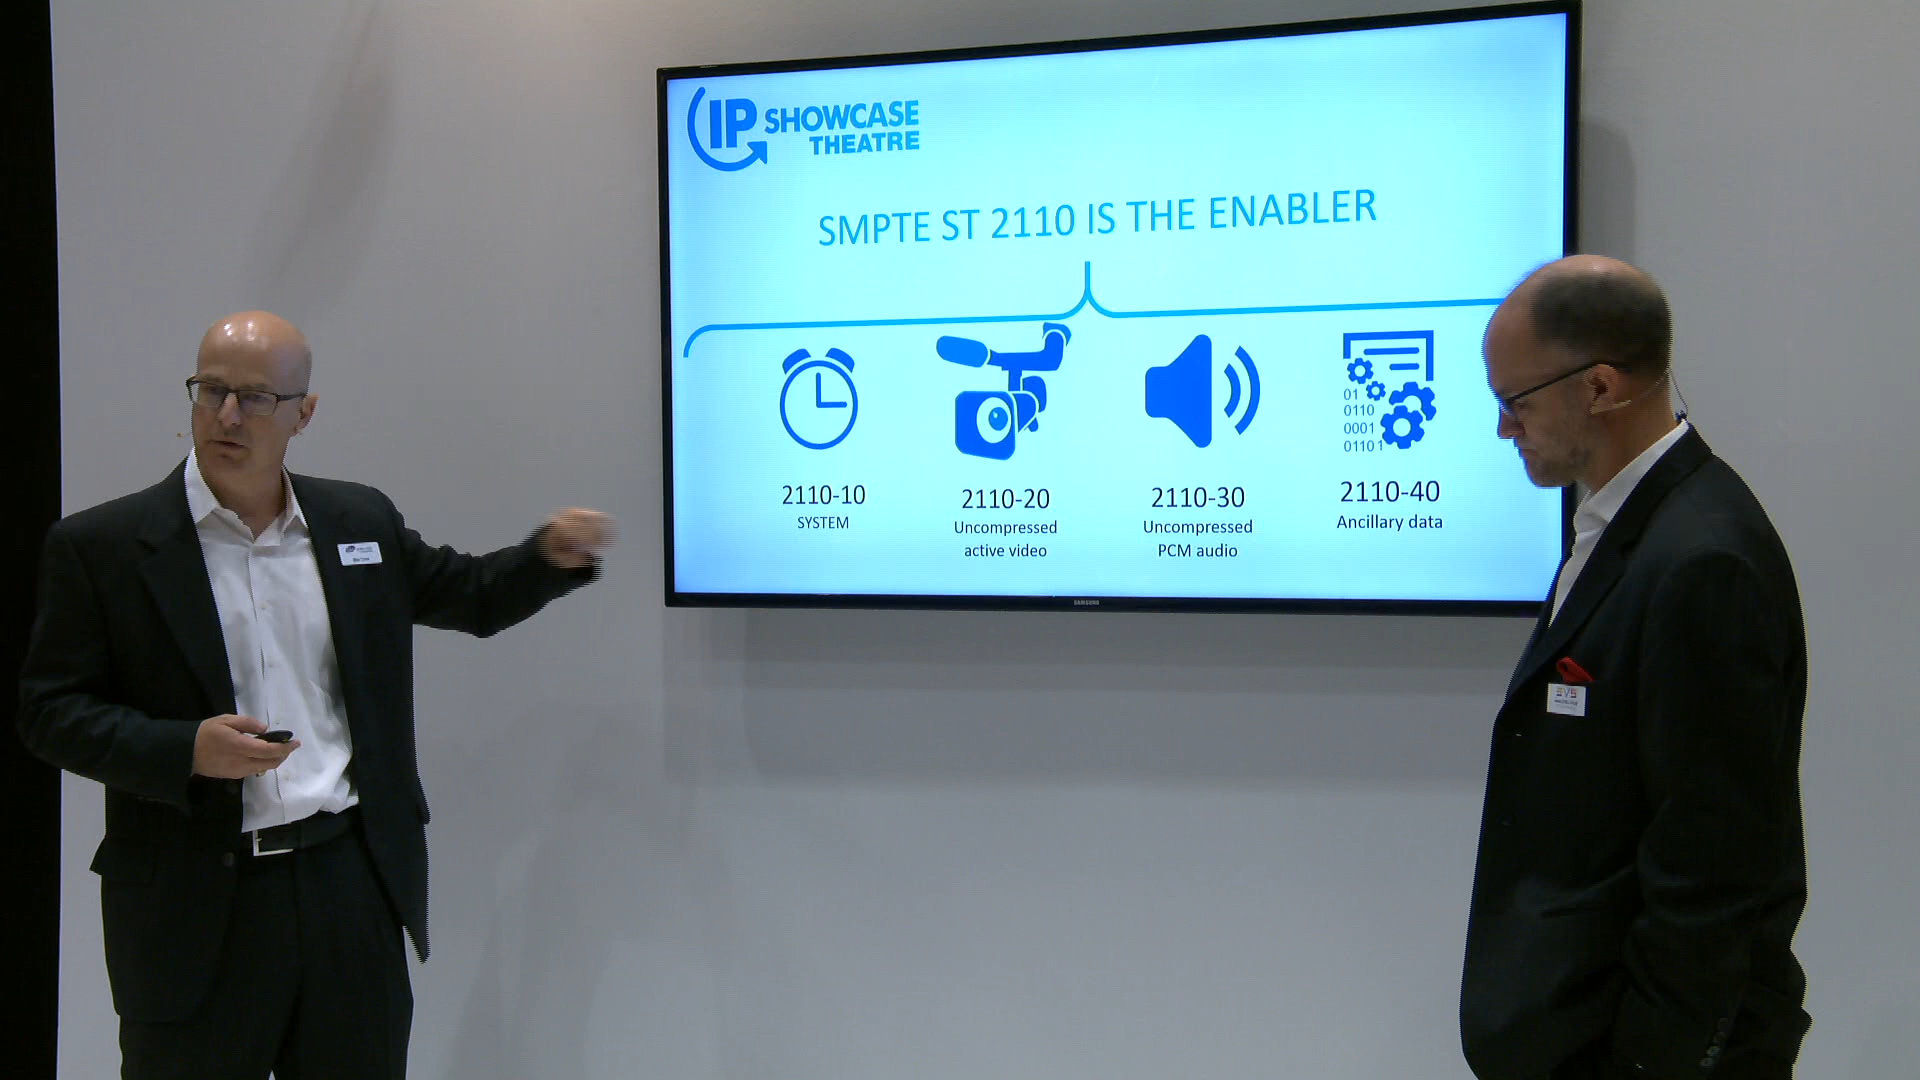 IP SHOWCASE
THEATRE
SMPTE ST 2110 IS THE ENABLER
01
0110
0001
01101
2110-10
SYSTEM
2110-20
Uncompressed
active video
2110-30
Uncompressed
PCM audio
2110-40
Ancillary data
SAMSUNG
EVS